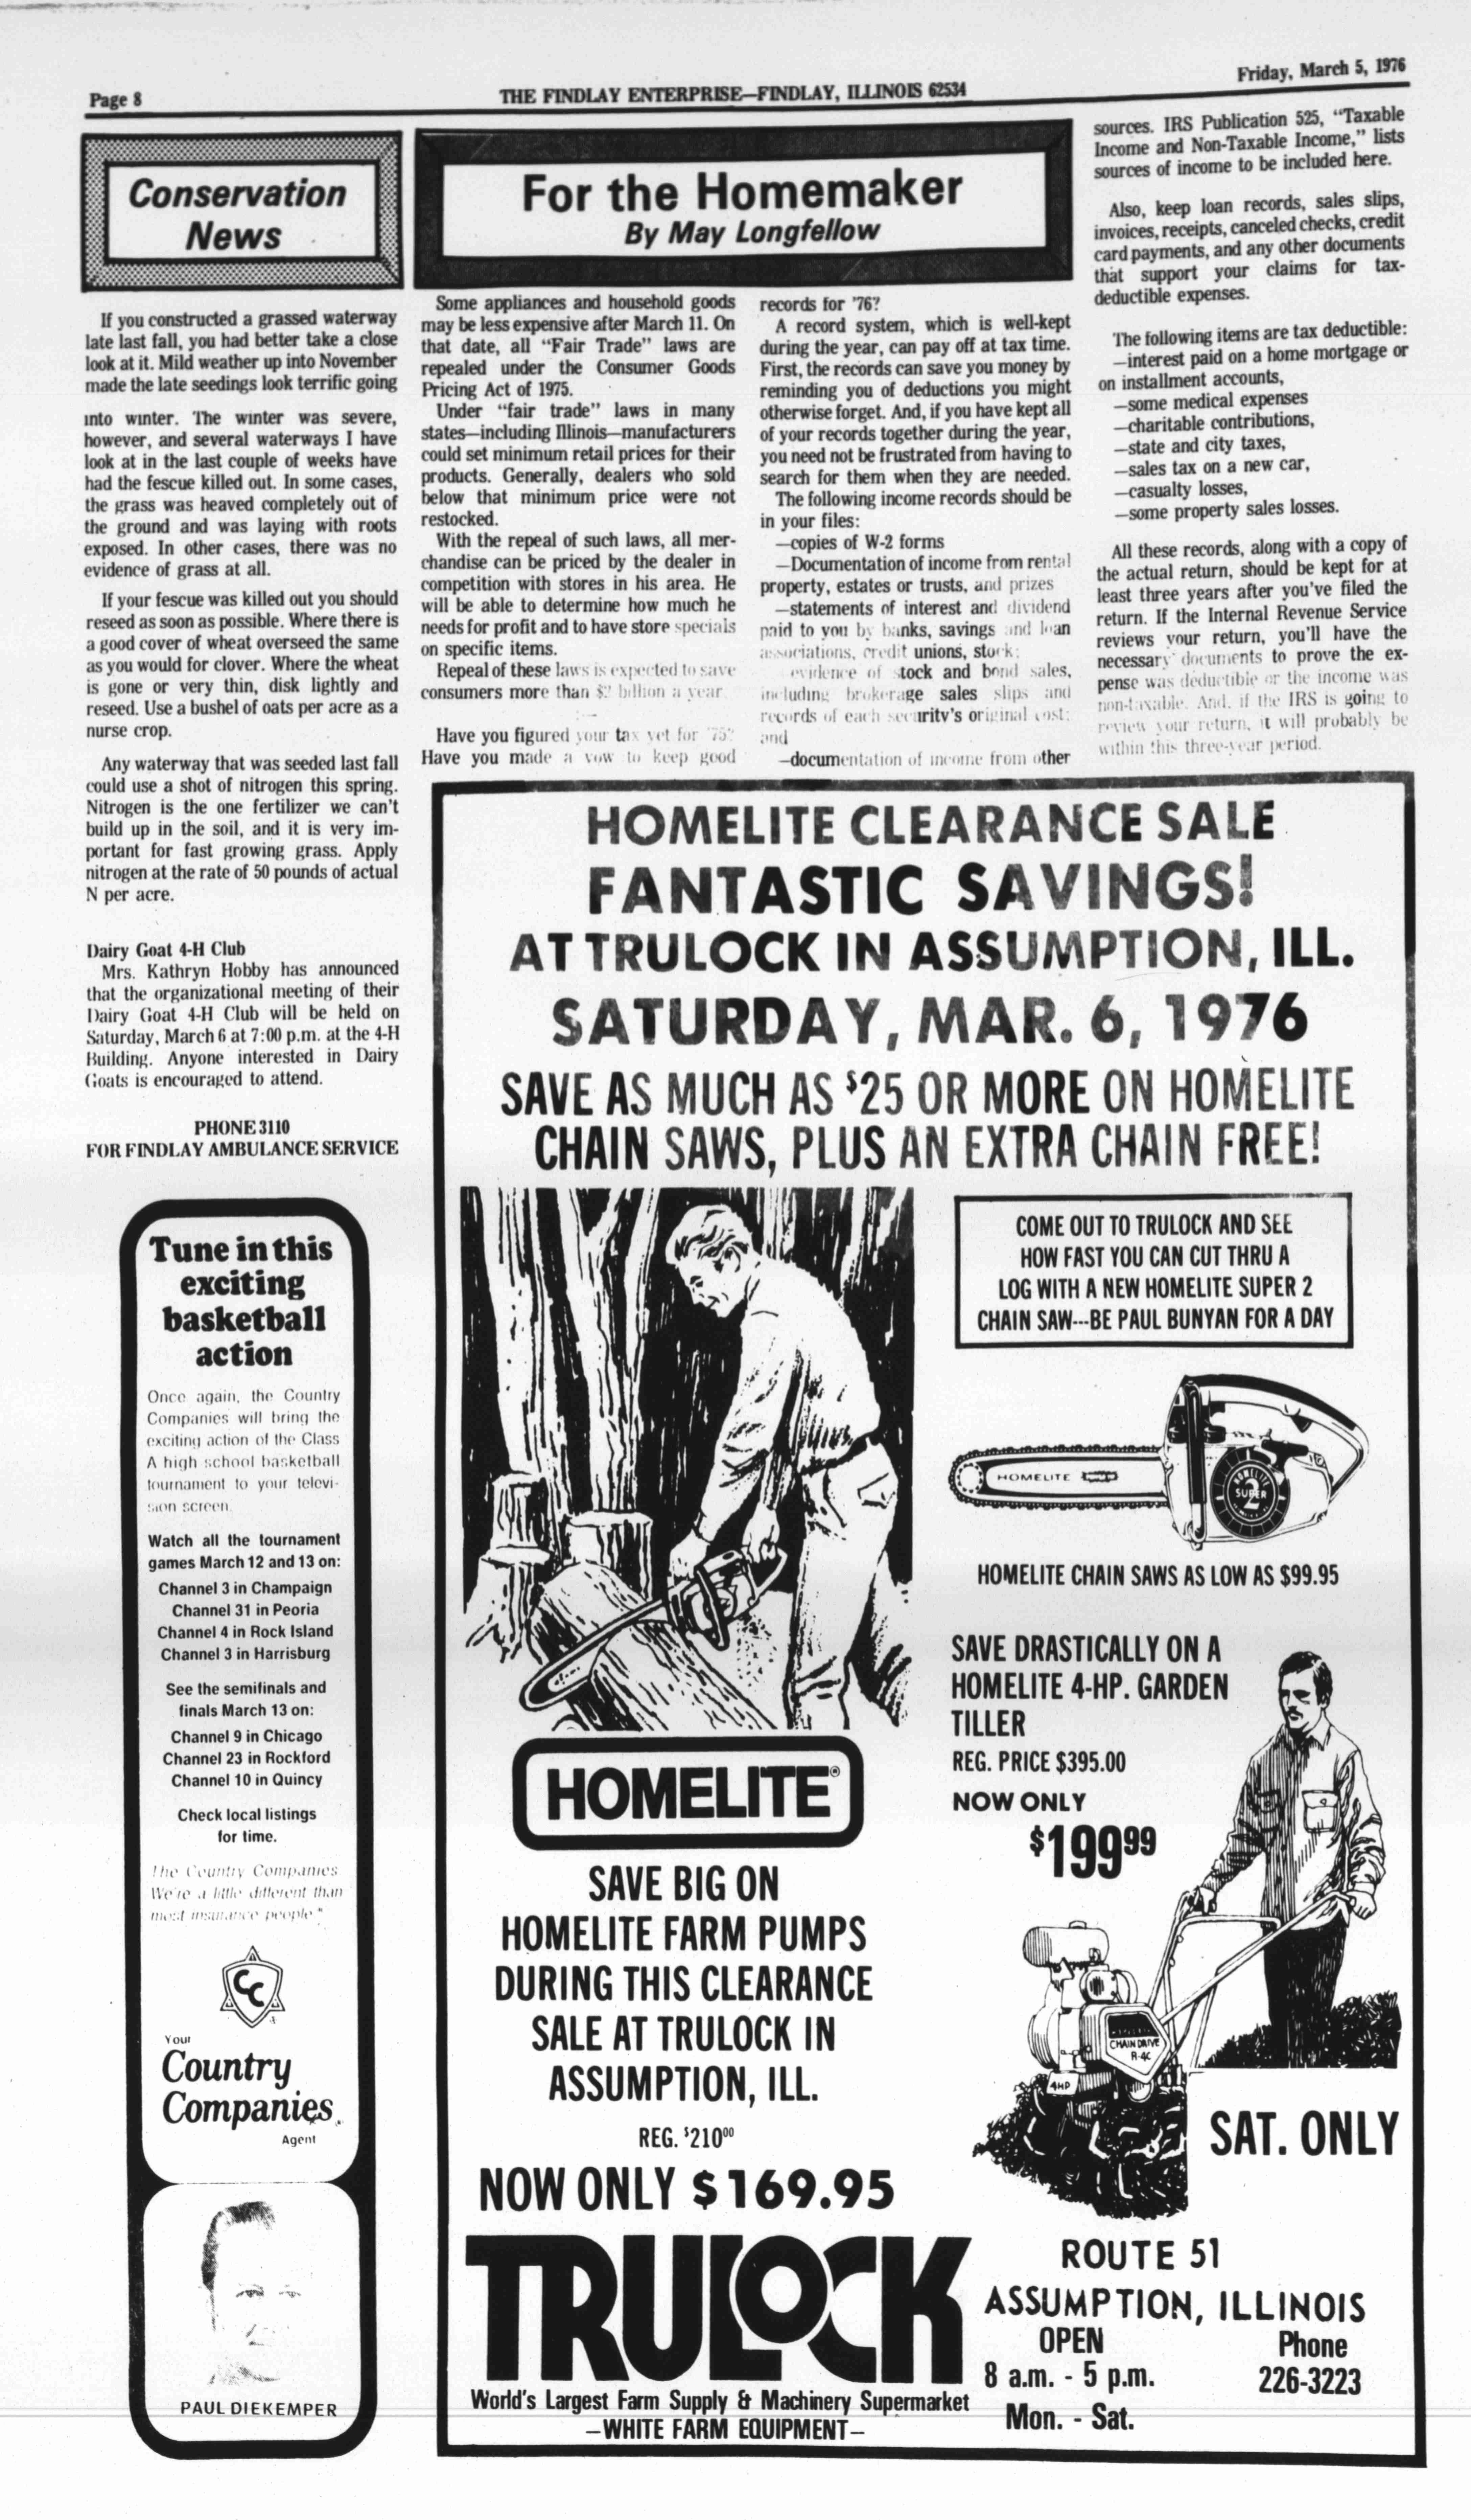 Page 8
THE FINDLAY ENTERPRISE—FINDLAY, ILLINOIS 62534
Friday, March 5, 1976
Conservation
News
If you constructed a grassed waterway
late last fall, you had better take a close
look at it. Mild weather up into November
made the late seedings look terrific going
into winter. The winter was severe,
however, and several waterways I have
look at in the last couple of weeks have
had the fescue killed out. In some cases,
the grass was heaved completely out of
the ground and was laying with roots
exposed. In other cases, there was no
evidence of grass at all.
If your fescue was killed out you should
reseed as soon as possible. Where there is
a good cover of wheat overseed the same
as you would for clover. Where the wheat
is gone or very thin, disk lightly and
reseed. Use a bushel of oats per acre as a
nurse crop.
Any waterway that was seeded last fall
could use a shot of nitrogen this spring.
Nitrogen is the one fertilizer we can't
build up in the soil, and it is very im-
portant for fast growing grass. Apply
nitrogen at the rate of 50 pounds of actual
N per acre.
Dairy Goat 4-H Club
Mrs. Kathryn Hobby has announced
that the organizational meeting of their
Dairy Goat 4-H Club will be held on
Saturday, March 6 at 7:00 p.m. at the 4-H
Building. Anyone interested in Dairy
Goats is encouraged to attend.
PHONE 3110
FOR FINDLAY AMBULANCE SERVICE
Tune in this
exciting
basketball
action
Once again, the Country
Companies will bring the
exciting action of the Class
A high school basketball
tournament to your televi-
sion screen.
Watch all the tournament
games March 12 and 13 on:
Channel 3 in Champaign
Channel 31 in Peoria
Channel 4 in Rock Island
Channel 3 in Harrisburg
See the semifinals and
finals March 13 on:
Channel 9 in Chicago
Channel 23 in Rockford
Channel 10 in Quincy
Check local listings
for time.
The Country Companies
We're a little different than
most insurance people."
CC
Your
Country
Companies
Agent
PAUL DIEKEMPER
For the Homemaker
By May Longfellow
Some appliances and household goods
may be less expensive after March 11. On
that date, all "Fair Trade" laws are
repealed under the Consumer Goods
Pricing Act of 1975.
Under "fair trade" laws in many
states—including Illinois—manufacturers
could set minimum retail prices for their
products. Generally, dealers who sold
below that minimum price were not
restocked.
With the repeal of such laws, all mer-
chandise can be priced by the dealer in
competition with stores in his area. He
will be able to determine how much he
needs for profit and to have store specials
on specific items.
Repeal of these laws is expected to save
consumers more than $2 billion a year.
Have you figured your tax yet for '75?
Have you made a vow to keep good
records for '76?
A record system, which is well-kept
during the year, can pay off at tax time.
First, the records can save you money by
reminding you of deductions you might
otherwise forget. And, if you have kept all
of your records together during the year,
you need not be frustrated from having to
search for them when they are needed.
The following income records should be
in your files:
—copies of W-2 forms
—Documentation of income from rental
property, estates or trusts, and prizes
—statements of interest and dividend
paid to you by banks, savings and loan
associations, credit unions, stock;
evidence of stock and bond sales,
including brokerage sales slips and
records of each security's original cost;
and
—documentation of income from other
sources. IRS Publication 525, "Taxable
Income and Non-Taxable Income," lists
sources of income to be included here.
Also, keep loan records, sales slips,
invoices, receipts, canceled checks, credit
card payments, and any other documents
that support your claims for tax-
deductible expenses.
The following items are tax deductible:
—interest paid on a home mortgage or
on installment accounts,
—some medical expenses
—charitable contributions,
—state and city taxes,
—sales tax on a new car,
—casualty losses,
—some property sales losses.
All these records, along with a copy of
the actual return, should be kept for at
least three years after you've filed the
return. If the Internal Revenue Service
reviews your return, you'll have the
necessary documents to prove the ex-
pense was deductible or the income was
non-taxable. And, if the IRS is going to
review your return, it will probably be
within this three-year period.
HOMELITE CLEARANCE SALE
FANTASTIC SAVINGS!
AT TRULOCK IN ASSUMPTION, ILL.
SATURDAY, MAR. 6, 1976
SAVE AS MUCH AS $25 OR MORE ON HOMELITE
CHAIN SAWS, PLUS AN EXTRA CHAIN FREE!
COME OUT TO TRULOCK AND SEE
HOW FAST YOU CAN CUT THRU A
LOG WITH A NEW HOMELITE SUPER 2
CHAIN SAW---BE PAUL BUNYAN FOR A DAY
HOMELITE
HOMELITE
SUPER
2
HOMELITE CHAIN SAWS AS LOW AS $99.95
SAVE DRASTICALLY ON A
HOMELITE 4-HP. GARDEN
TILLER
REG. PRICE $395.00
NOW ONLY
$199 99
CHAIN DRIVE
R-4C
4HP
SAT. ONLY
HOMELITE®
SAVE BIG ON
HOMELITE FARM PUMPS
DURING THIS CLEARANCE
SALE AT TRULOCK IN
ASSUMPTION, ILL.
REG. $210 00
NOW ONLY $169.95
TRULOCK
World's Largest Farm Supply & Machinery Supermarket
—WHITE FARM EQUIPMENT—
ROUTE 51
ASSUMPTION, ILLINOIS
OPEN
8 a.m. - 5 p.m.
Mon. - Sat.
Phone
226-3223